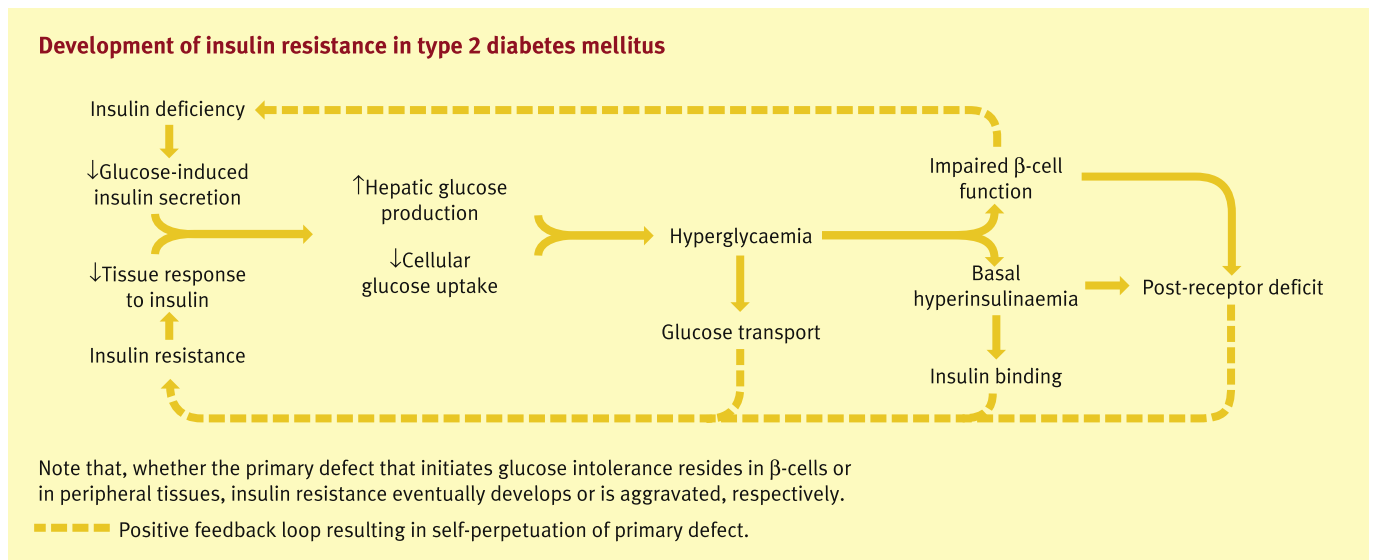 Development of insulin resistance in type 2 diabetes mellitus
Insulin deficiency
↓Glucose-induced
insulin secretion
↓Tissue response
to insulin
Insulin resistance
↑Hepatic glucose
production
↓Cellular
glucose uptake
Hyperglycaemia
Glucose transport
Impaired β-cell
function
Basal
hyperinsulinaemia
Insulin binding
Post-receptor deficit
Note that, whether the primary defect that initiates glucose intolerance resides in β-cells or
in peripheral tissues, insulin resistance eventually develops or is aggravated, respectively.
Positive feedback loop resulting in self-perpetuation of primary defect.